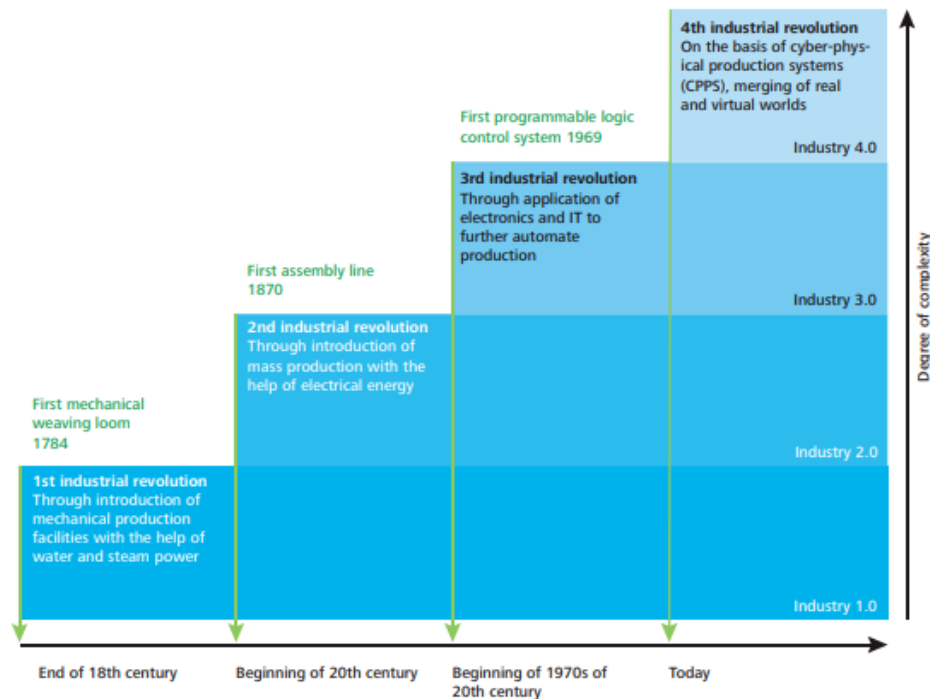 4th industrial revolution
On the basis of cyber-phys-
ical production systems
(CPPS), merging of real
and virtual worlds
Industry 4.0
First programmable logic
control system 1969
3rd industrial revolution
Through application of
electronics and IT to
further automate
production
Industry 3.0
First assembly line
1870
2nd industrial revolution
Through introduction of
mass production with the
help of electrical energy
Industry 2.0
First mechanical
weaving loom
1784
1st industrial revolution
Through introduction of
mechanical production
facilities with the help of
water and steam power
Industry 1.0
Degree of complexity
End of 18th century
Beginning of 20th century
Beginning of 1970s of
20th century
Today